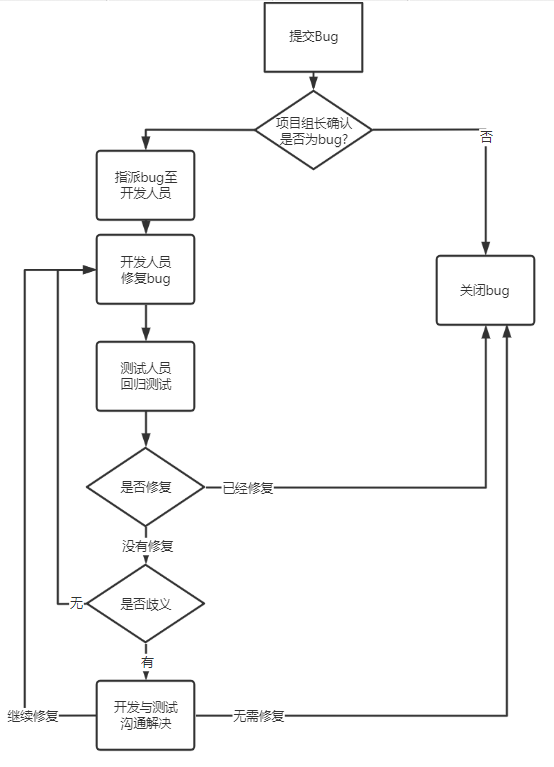 提交Bug
项目组长确认
是否为bug?
否
指派bug至
开发人员
开发人员
修复bug
关闭bug
测试人员
回归测试
是否修复
已经修复
没有修复
是否歧义
无
有
开发与测试
沟通解决
继续修复
无需修复